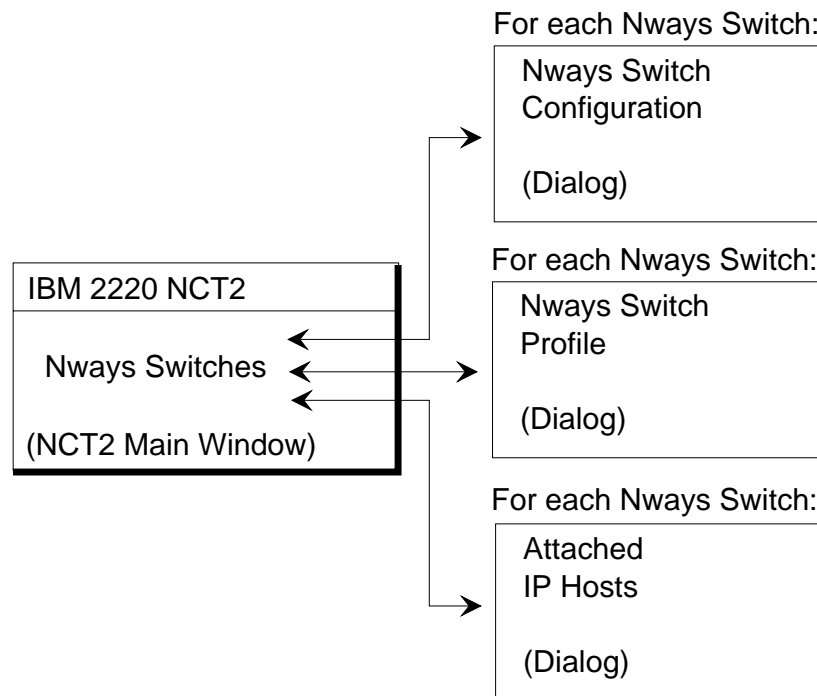 For each Nways Switch:
Nways Switch
Configuration
(Dialog)
IBM 2220 NCT2
Nways Switches
(NCT2 Main Window)
For each Nways Switch:
Nways Switch
Profile
(Dialog)
For each Nways Switch:
Attached
IP Hosts
(Dialog)